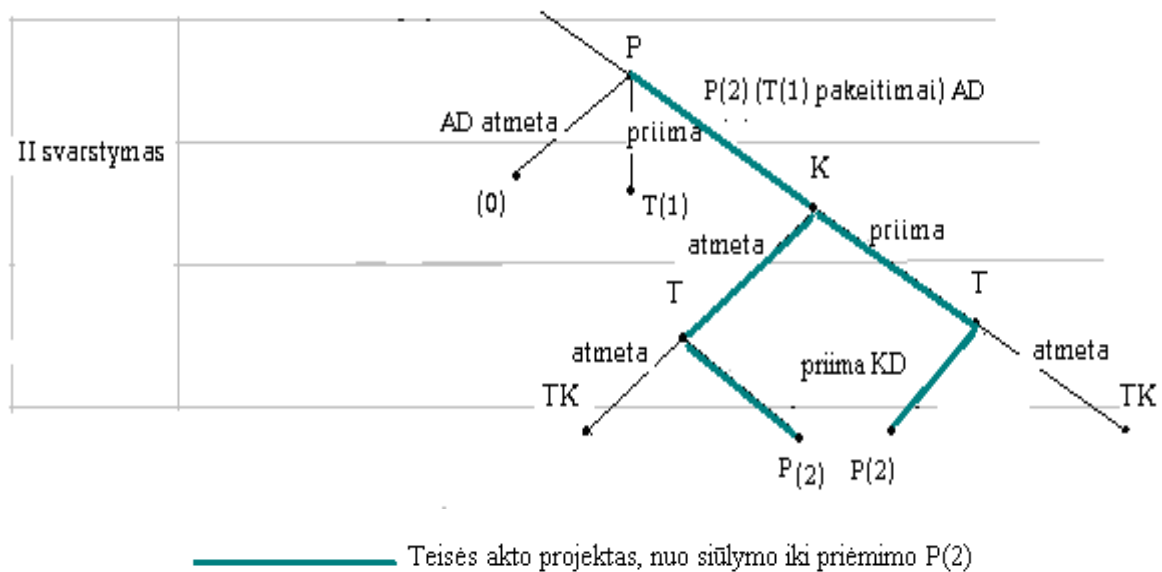 P
P(2) (T(1) pakeitimai) AD
AD atmeta
priima
II svarstymas
K
(0)
T(1)
atmeta
priima
T
T
atmeta
priima KD
atmeta
TK
TK
P(2)
P(2)
Teisės akto projektas, nuo siūlymo iki priėmimo P(2)